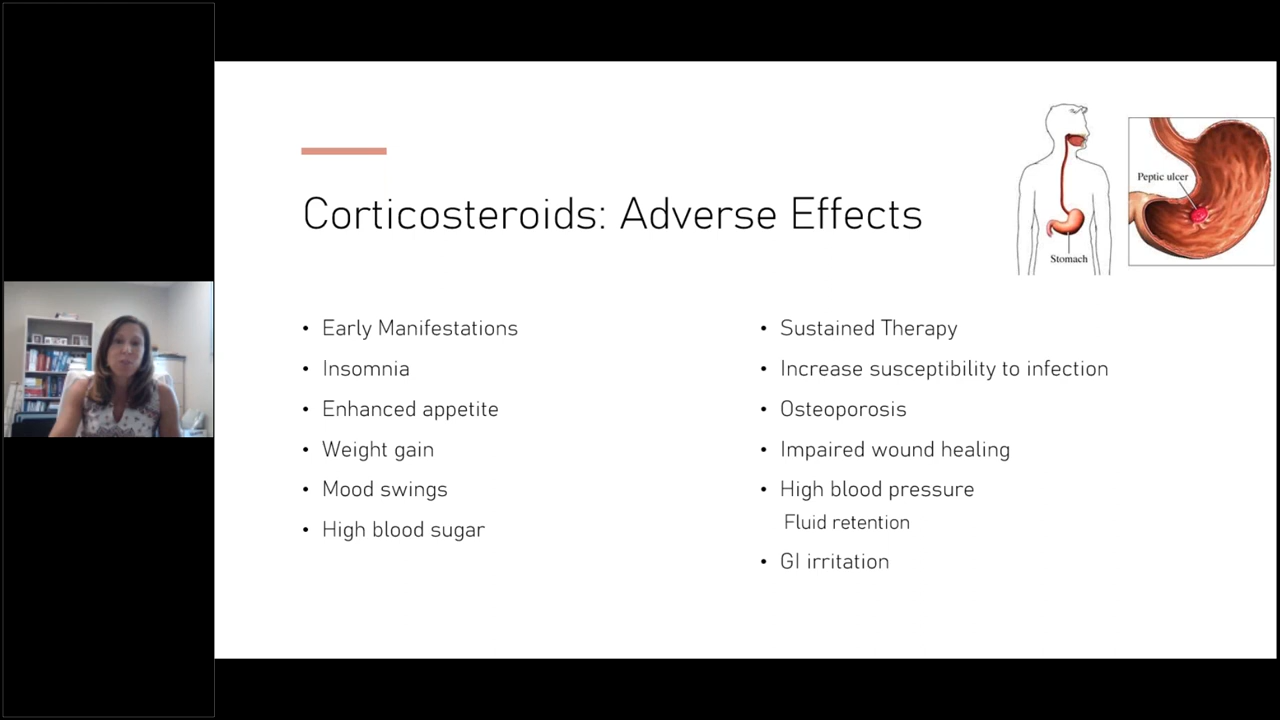 Peptic ulcer
Stomach
Corticosteroids: Adverse Effects
• Early Manifestations
• Insomnia
• Enhanced appetite
• Weight gain
• Mood swings
• High blood sugar
• Sustained Therapy
• Increase susceptibility to infection
• Osteoporosis
• Impaired wound healing
• High blood pressure
Fluid retention
• GI irritation